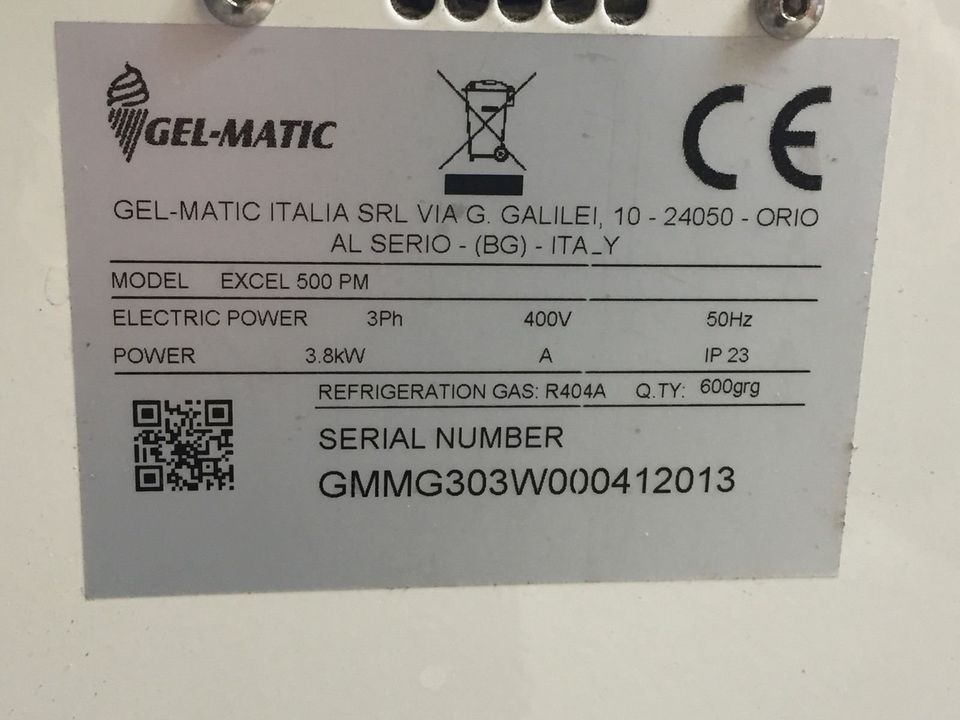 GEL-MATIC
CE
GEL-MATIC ITALIA SRL VIA G. GALILEI, 10 - 24050 - ORIO
AL SERIO - (BG) - ITA_Y
MODEL EXCEL 500 PM
ELECTRIC POWER 3Ph 400V 50Hz
POWER 3.8kW A IP 23
REFRIGERATION GAS: R404A Q.TY: 600grg
SERIAL NUMBER
GMMG303W000412013